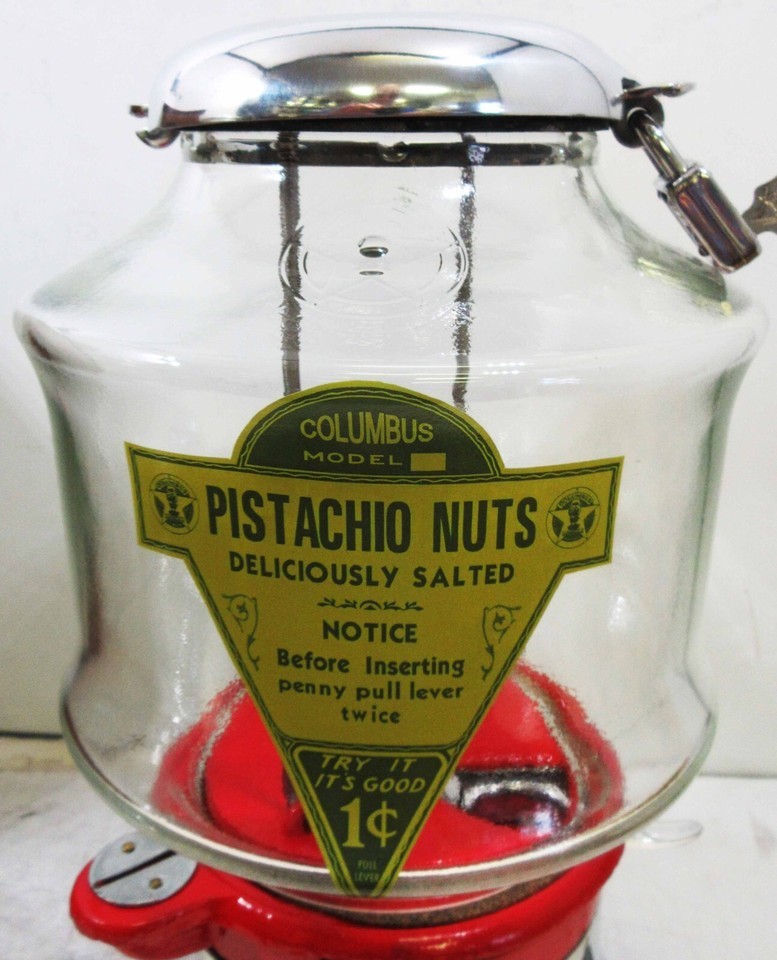 COLUMBUS
MODEL
PISTACHIO NUTS
DELICIOUSLY SALTED
NOTICE
Before Inserting
penny pull lever
twice
TRY IT
IT'S GOOD
1¢
PULL
LEVER